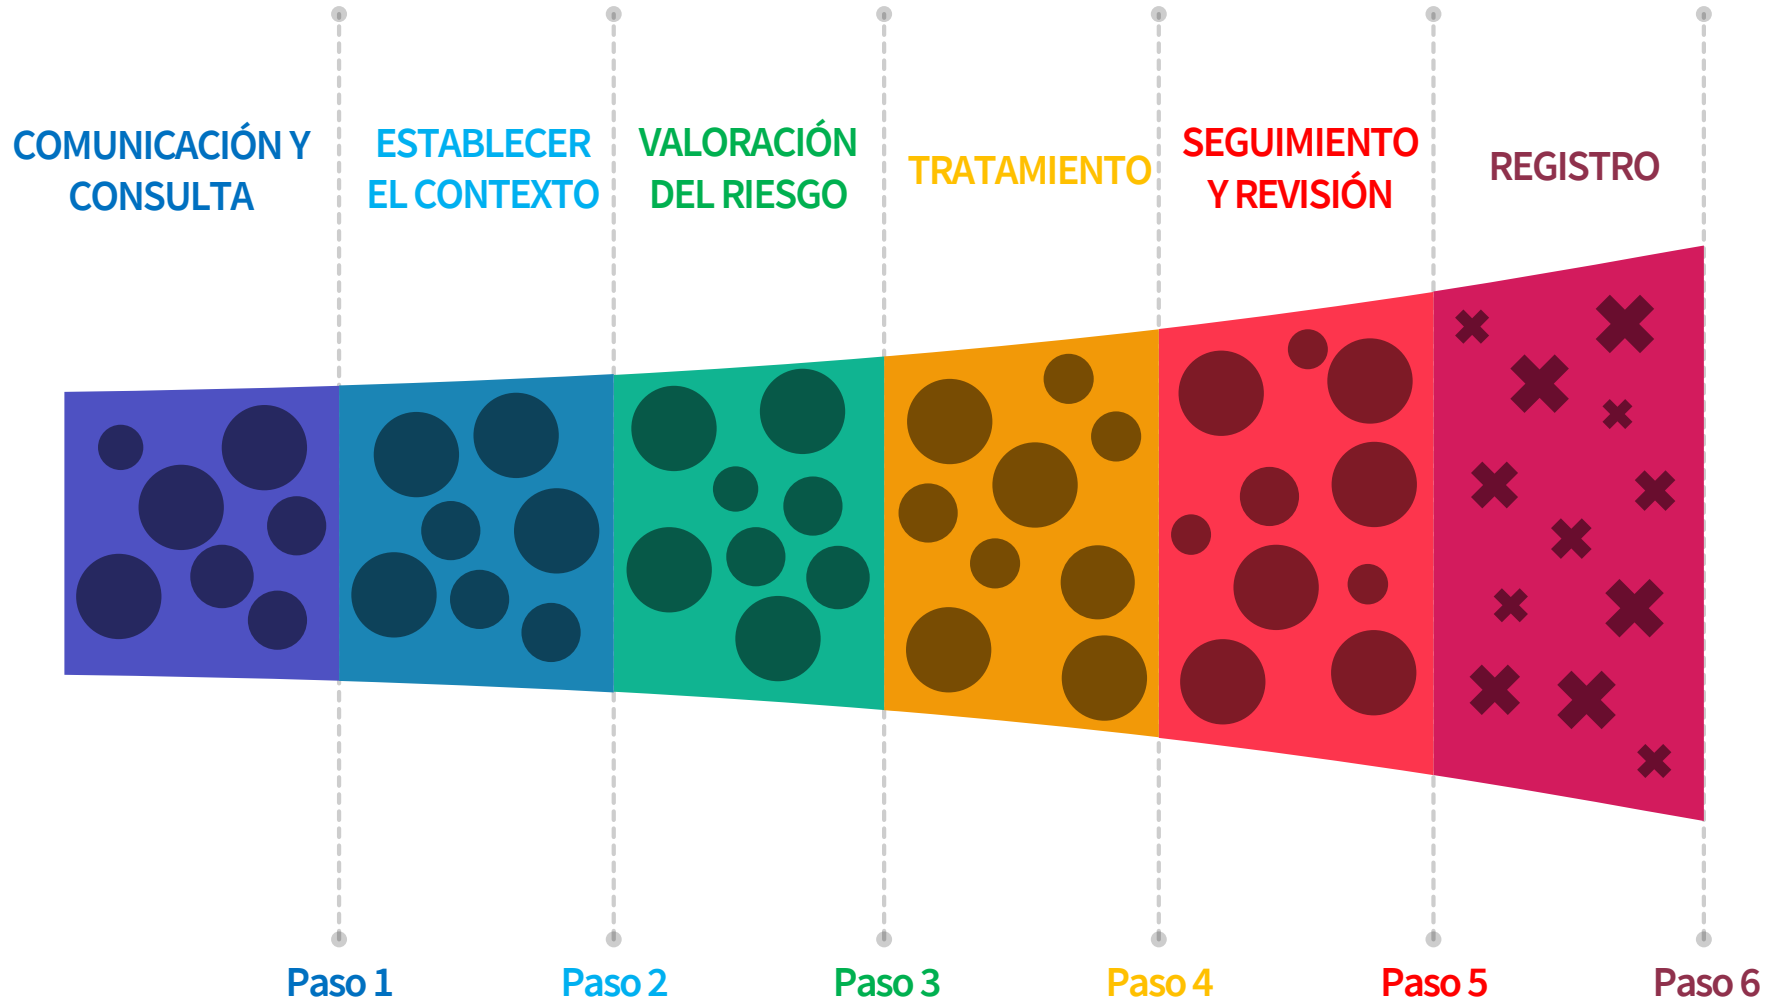 COMUNICACIÓN Y
CONSULTA
ESTABLECER
EL CONTEXTO
VALORACIÓN
DEL RIESGO
TRATAMIENTO
SEGUIMIENTO
Y REVISIÓN
REGISTRO
Paso 1
Paso 2
Paso 3
Paso 4
Paso 5
Paso 6